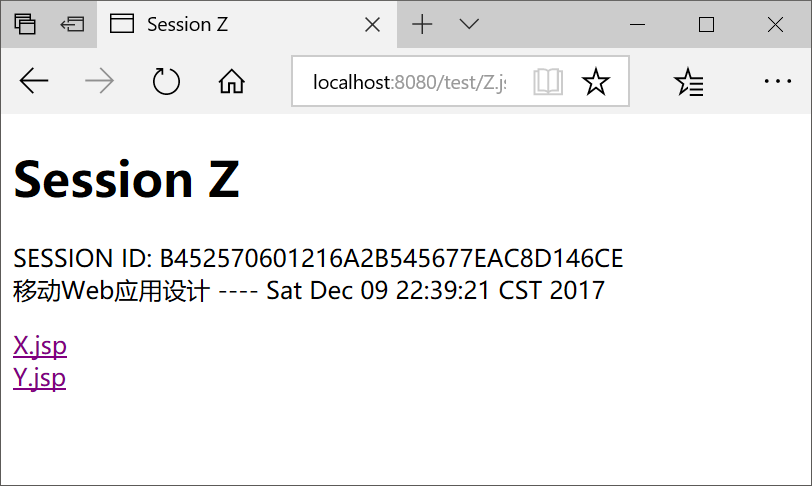 Session Z
localhost:8080/test/Z.js
Session Z
SESSION ID: B452570601216A2B545677EAC8D146CE
移动Web应用设计 ---- Sat Dec 09 22:39:21 CST 2017
X.jsp
Y.jsp